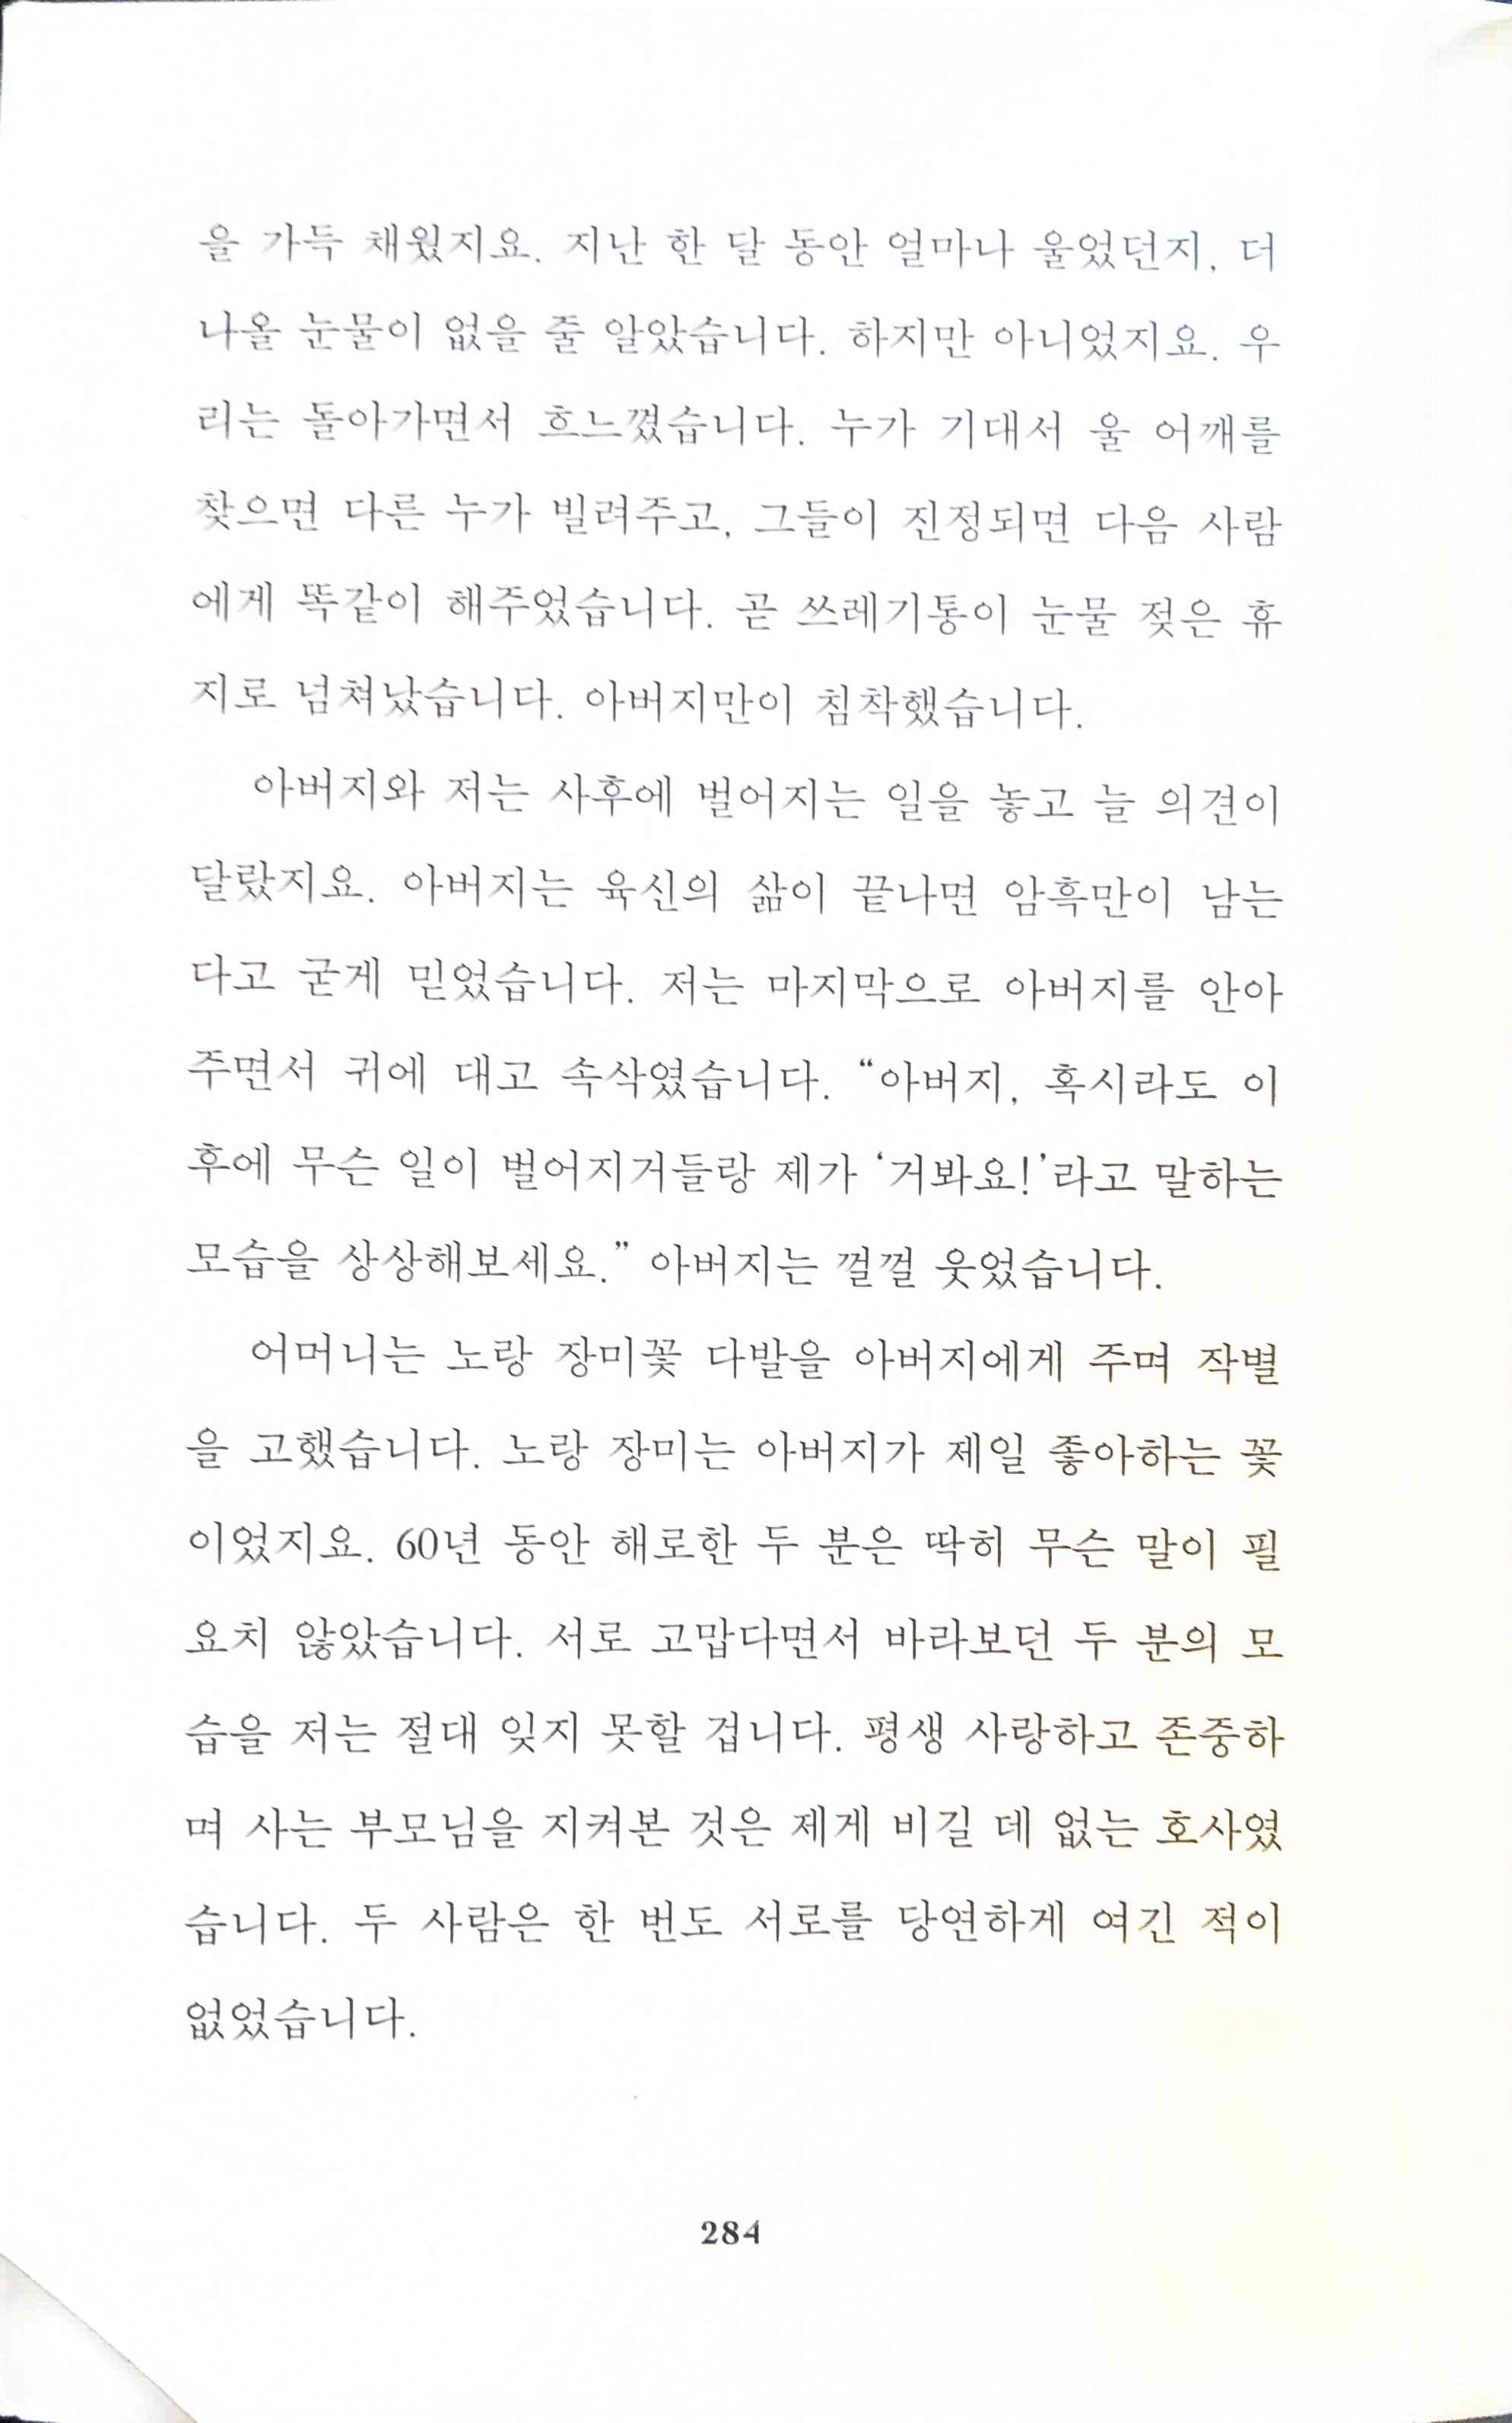 을 가득 채웠지요. 지난 한 달 동안 얼마나 울었던지, 더
나올 눈물이 없을 줄 알았습니다. 하지만 아니었지요. 우
리는 돌아가면서 흐느꼈습니다. 누가 기대서 울 어깨를
찾으면 다른 누가 빌려주고, 그들이 진정되면 다음 사람
에게 똑같이 해주었습니다. 곧 쓰레기통이 눈물 젖은 휴
지로 넘쳐났습니다. 아버지만이 침착했습니다.
아버지와 저는 사후에 벌어지는 일을 놓고 늘 의견이
달랐지요. 아버지는 육신의 삶이 끝나면 암흑만이 남는
다고 굳게 믿었습니다. 저는 마지막으로 아버지를 안아
주면서 귀에 대고 속삭였습니다. “아버지, 혹시라도 이
후에 무슨 일이 벌어지거들랑 제가 ‘거봐요!’라고 말하는
모습을 상상해보세요.” 아버지는 껄껄 웃었습니다.
어머니는 노랑 장미꽃 다발을 아버지에게 주며 작별
을 고했습니다. 노랑 장미는 아버지가 제일 좋아하는 꽃
이었지요. 60년 동안 해로한 두 분은 딱히 무슨 말이 필
요치 않았습니다. 서로 고맙다면서 바라보던 두 분의 모
습을 저는 절대 잊지 못할 겁니다. 평생 사랑하고 존중하
며 사는 부모님을 지켜본 것은 제게 비길 데 없는 호사였
습니다. 두 사람은 한 번도 서로를 당연하게 여긴 적이
없었습니다.
284